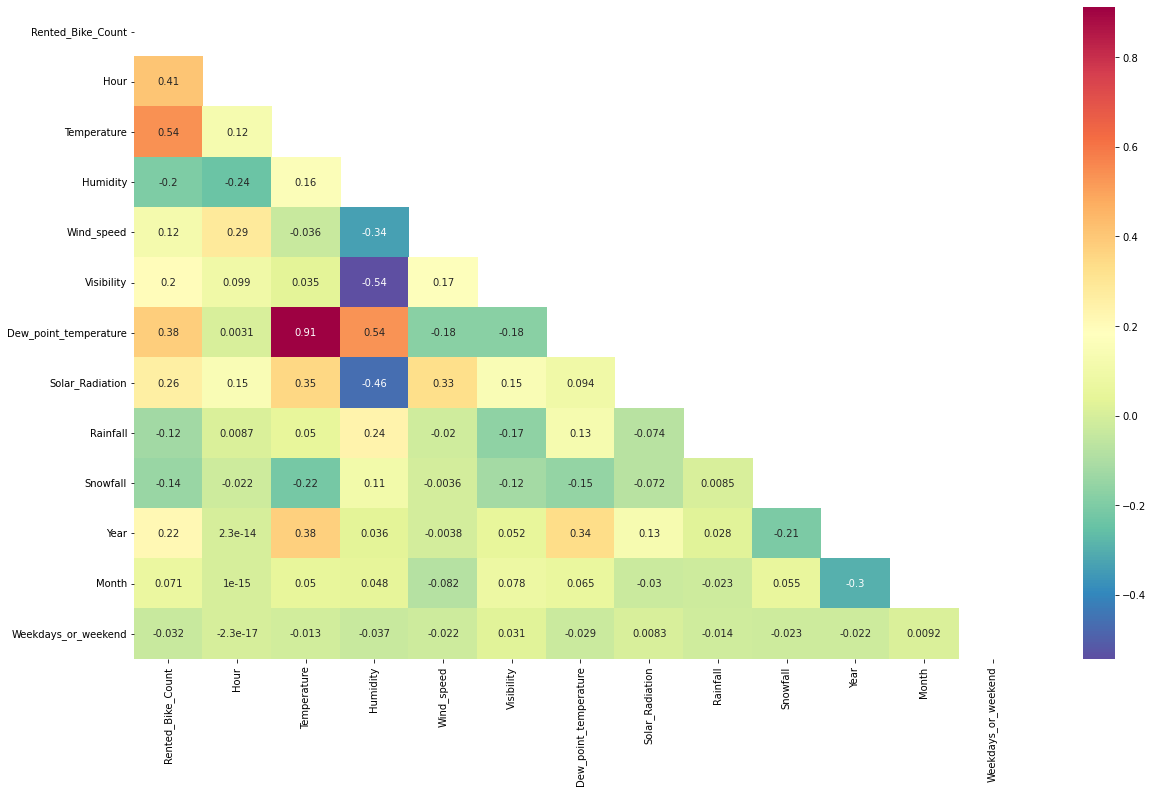 Rented_Bike_Count
0.8
Hour 0.41
Temperature 0.54 0.12
0.6
Humidity -0.2 -0.24 0.16
Wind_speed 0.12 0.29 -0.036 -0.34
0.4
Visibility 0.2 0.099 0.035 -0.54 0.17
Dew_point_temperature 0.38 0.0031 0.91 0.54 -0.18 -0.18
0.2
Solar_Radiation 0.26 0.15 0.35 -0.46 0.33 0.15 0.094
Rainfall -0.12 0.0087 0.05 0.24 -0.02 -0.17 0.13 -0.074
0.0
Snowfall -0.14 -0.022 -0.22 0.11 -0.0036 -0.12 -0.15 -0.072 0.0085
Year 0.22 2.3e-14 0.38 0.036 -0.0038 0.052 0.34 0.13 0.028 -0.21
−0.2
Month 0.071 1e-15 0.05 0.048 -0.082 0.078 0.065 -0.03 -0.023 0.055 -0.3
−0.4
Weekdays_or_weekend -0.032 -2.3e-17 -0.013 -0.037 -0.022 0.031 -0.029 0.0083 -0.014 -0.023 -0.022 0.0092
Rented_Bike_Count
Hour
Temperature
Humidity
Wind_speed
Visibility
Dew_point_temperature
Solar_Radiation
Rainfall
Snowfall
Year
Month
Weekdays_or_weekend